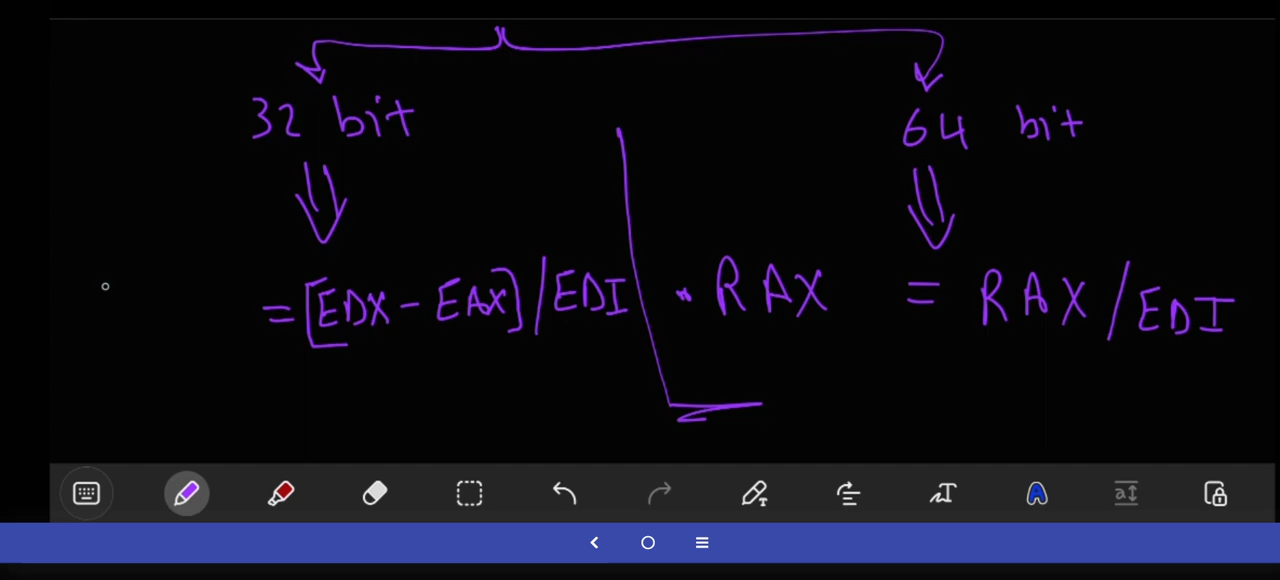 32 bit 64 bit
= [EDX - EAX] / EDI • RAX = RAX / EDI